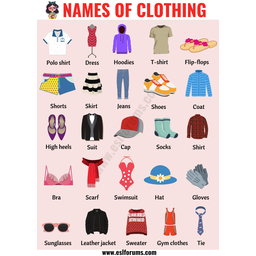 NAMES OF CLOTHING
Polo shirt Dress Hoodies T-shirt Flip-flops
Shorts Skirt Jeans Shoes Coat
High heels Suit Cap Socks Shirt
Bra Scarf Swimsuit Hat Gloves
Sunglasses Leather jacket Sweater Gym clothes Tie
www.eslforums.com